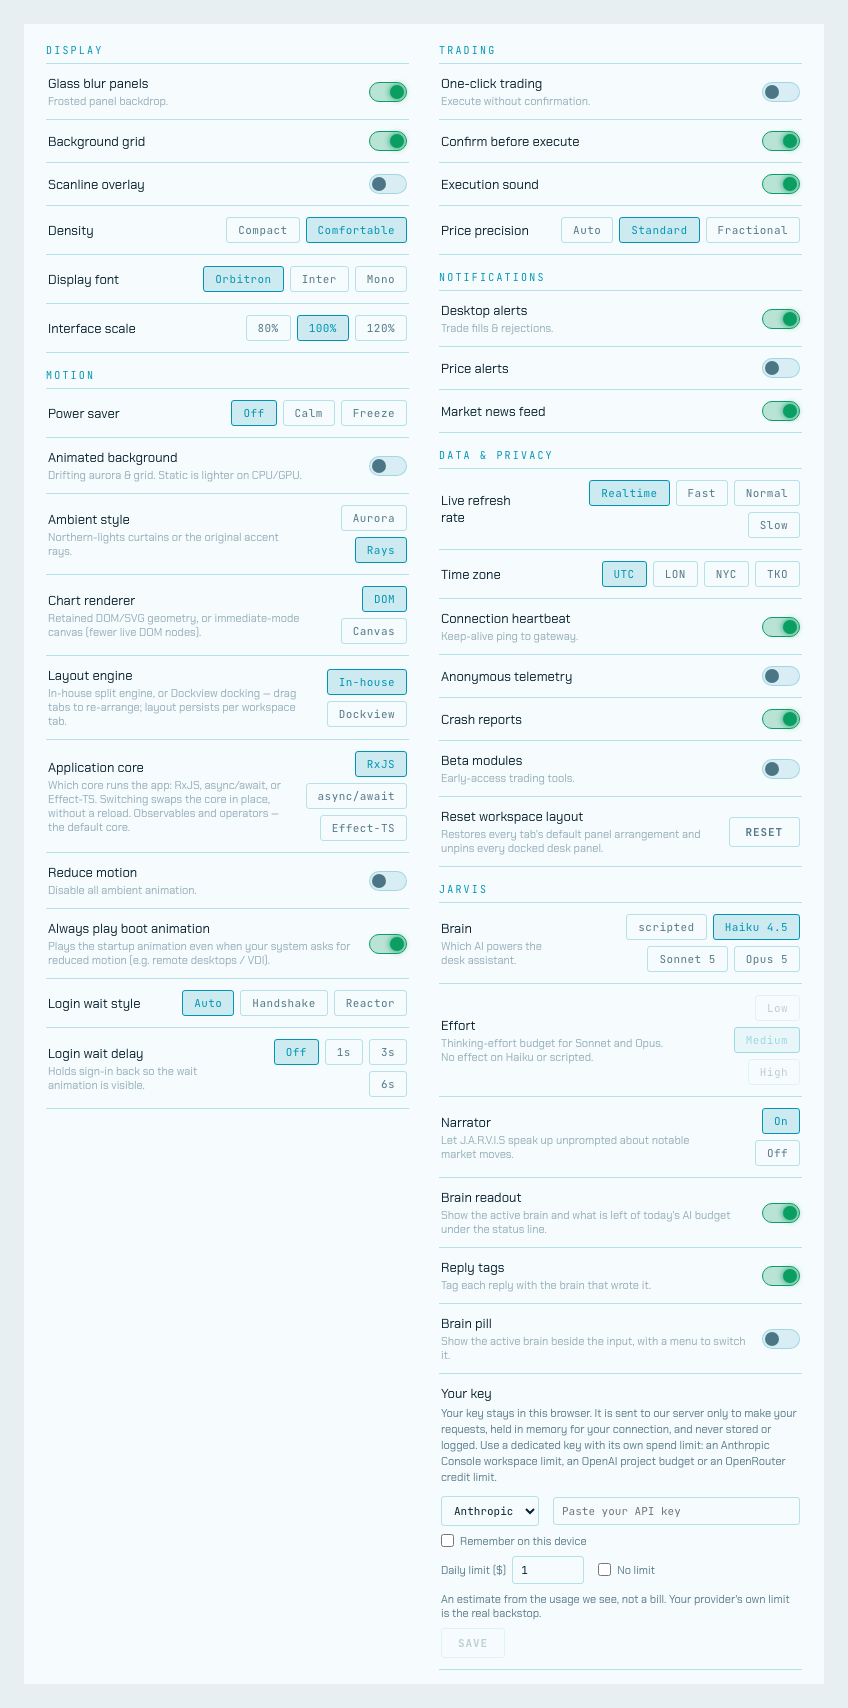 DISPLAY
Glass blur panels
Frosted panel backdrop.
Background grid
Scanline overlay
Density
Compact
Comfortable
Display font
Orbitron
Inter
Mono
Interface scale
80%
100%
120%
MOTION
Power saver
Off
Calm
Freeze
Animated background
Drifting aurora & grid. Static is lighter on CPU/GPU.
Ambient style
Northern-lights curtains or the original accent
rays.
Aurora
Rays
Chart renderer
Retained DOM/SVG geometry, or immediate-mode
canvas (fewer live DOM nodes).
DOM
Canvas
Layout engine
In-house split engine, or Dockview docking — drag
tabs to re-arrange; layout persists per workspace
tab.
In-house
Dockview
Application core
Which core runs the app: RxJS, async/await, or
Effect-TS. Switching swaps the core in place,
without a reload. Observables and operators —
the default core.
RxJS
async/await
Effect-TS
Reduce motion
Disable all ambient animation.
Always play boot animation
Plays the startup animation even when your system asks for
reduced motion (e.g. remote desktops / VDI).
Login wait style
Auto
Handshake
Reactor
Login wait delay
Holds sign-in back so the wait
animation is visible.
Off
1s
3s
6s
TRADING
One-click trading
Execute without confirmation.
Confirm before execute
Execution sound
Price precision
Auto
Standard
Fractional
NOTIFICATIONS
Desktop alerts
Trade fills & rejections.
Price alerts
Market news feed
DATA & PRIVACY
Live refresh
rate
Realtime
Fast
Normal
Slow
Time zone
UTC
LON
NYC
TKO
Connection heartbeat
Keep-alive ping to gateway.
Anonymous telemetry
Crash reports
Beta modules
Early-access trading tools.
Reset workspace layout
Restores every tab's default panel arrangement and
unpins every docked desk panel.
RESET
JARVIS
Brain
Which AI powers the
desk assistant.
scripted
Haiku 4.5
Sonnet 5
Opus 5
Effort
Thinking-effort budget for Sonnet and Opus.
No effect on Haiku or scripted.
Low
Medium
High
Narrator
Let J.A.R.V.I.S speak up unprompted about notable
market moves.
On
Off
Brain readout
Show the active brain and what is left of today's AI budget
under the status line.
Reply tags
Tag each reply with the brain that wrote it.
Brain pill
Show the active brain beside the input, with a menu to switch
it.
Your key
Your key stays in this browser. It is sent to our server only to make your
requests, held in memory for your connection, and never stored or
logged. Use a dedicated key with its own spend limit: an Anthropic
Console workspace limit, an OpenAI project budget or an OpenRouter
credit limit.
Anthropic
Paste your API key
Remember on this device
Daily limit ($)
1
No limit
An estimate from the usage we see, not a bill. Your provider's own limit
is the real backstop.
SAVE